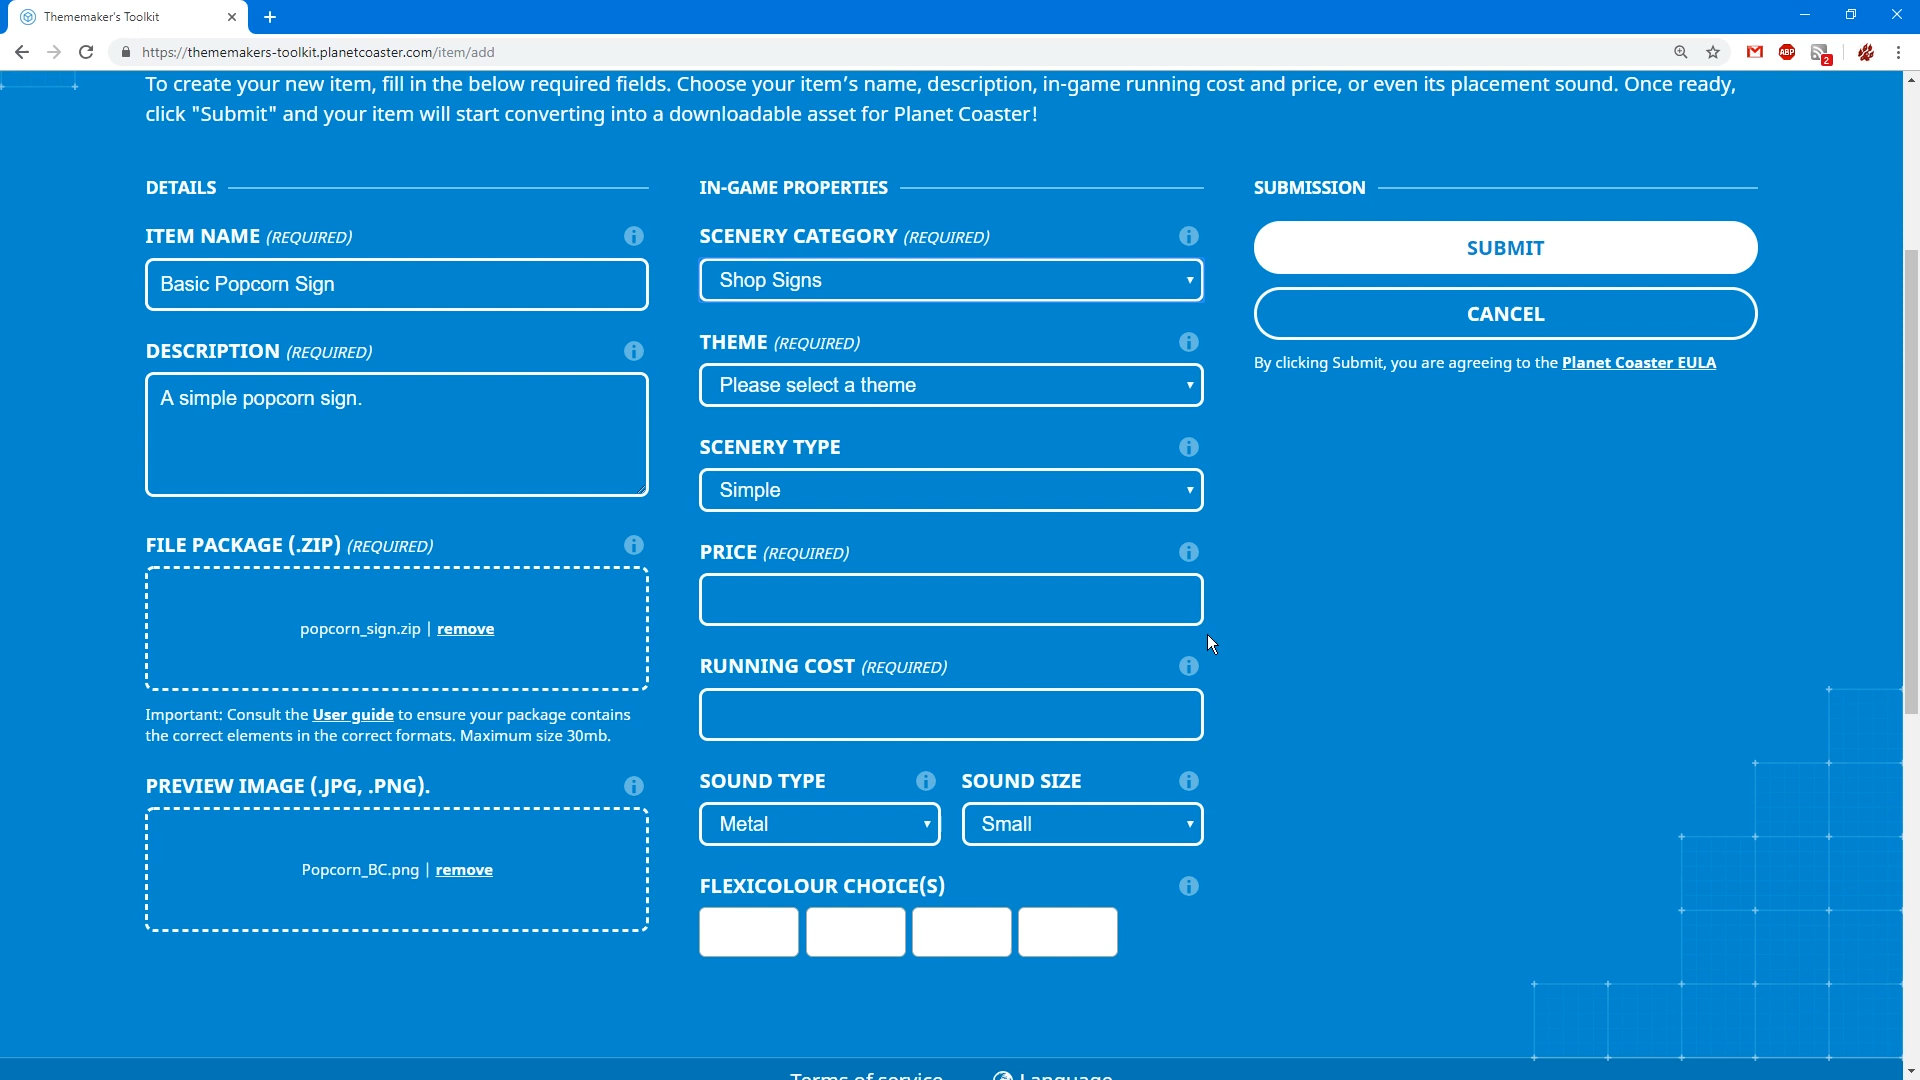 Thememaker's Toolkit
https://thememakers-toolkit.planetcoaster.com/item/add
ABP
2
To create your new item, fill in the below required fields. Choose your item's name, description, in-game running cost and price, or even its placement sound. Once ready,
click "Submit" and your item will start converting into a downloadable asset for Planet Coaster!
DETAILS
ITEM NAME (REQUIRED)
Basic Popcorn Sign
DESCRIPTION (REQUIRED)
A simple popcorn sign.
FILE PACKAGE (.ZIP) (REQUIRED)
popcorn_sign.zip | remove
Important: Consult the User guide to ensure your package contains
the correct elements in the correct formats. Maximum size 30mb.
PREVIEW IMAGE (.JPG, .PNG).
Popcorn_BC.png | remove
IN-GAME PROPERTIES
SCENERY CATEGORY (REQUIRED)
Shop Signs
THEME (REQUIRED)
Please select a theme
SCENERY TYPE
Simple
PRICE (REQUIRED)
RUNNING COST (REQUIRED)
SOUND TYPE
Metal
SOUND SIZE
Small
FLEXICOLOUR CHOICE(S)
SUBMISSION
SUBMIT
CANCEL
By clicking Submit, you are agreeing to the Planet Coaster EULA
Terms of service
Language